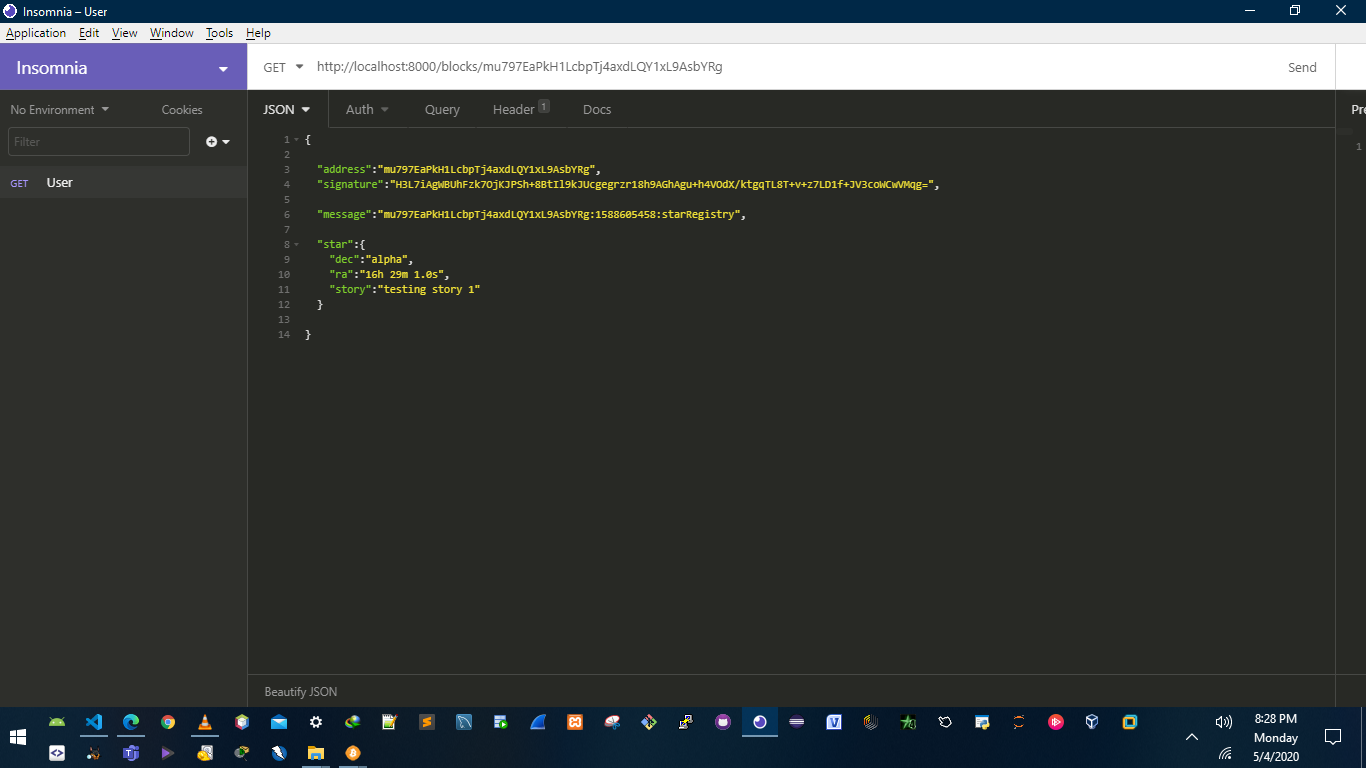 Insomnia – User
Application Edit View Window Tools Help
Insomnia
GET http://localhost:8000/blocks/mu797EaPkH1LcbpTj4axdLQY1xL9AsbYRg Send
No Environment Cookies
JSON Auth Query Header 1 Docs
Pre
Filter
GET User
1 {
2
3 "address":"mu797EaPkH1LcbpTj4axdLQY1xL9AsbYRg",
4 "signature":"H3L7iAgWBUhFzk7OjKJPSh+8BtIl9kJUcgegrzr18h9AGhAgu+h4VOdX/ktgqTL8T+v+z7LD1f+JV3coWCwVMqg=",
5
6 "message":"mu797EaPkH1LcbpTj4axdLQY1xL9AsbYRg:1588605458:starRegistry",
7
8 "star":{
9 "dec":"alpha",
10 "ra":"16h 29m 1.0s",
11 "story":"testing story 1"
12 }
13
14 }
1
Beautify JSON
8:28 PM
Monday
5/4/2020